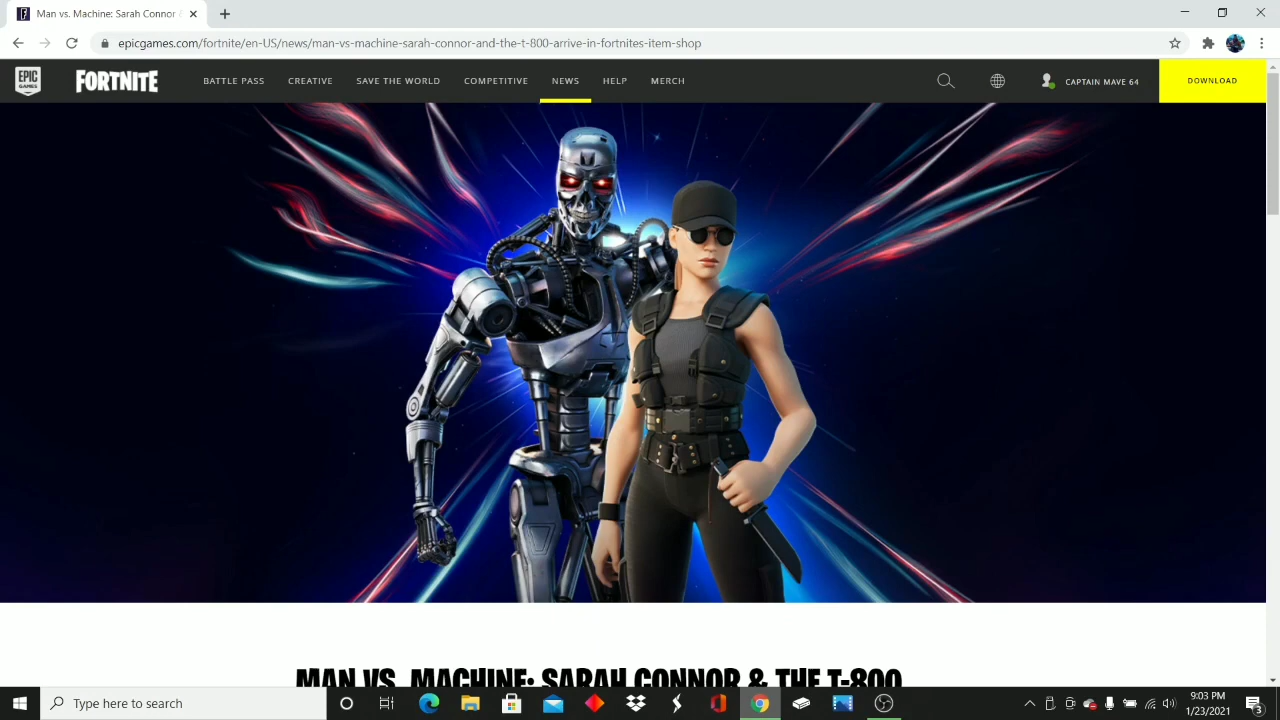 Man vs. Machine: Sarah Connor
epicgames.com/fortnite/en-US/news/man-vs-machine-sarah-connor-and-the-t-800-arrive-in-fortnites-item-shop
EPIC GAMES
FORTNITE
BATTLE PASS
CREATIVE
SAVE THE WORLD
COMPETITIVE
NEWS
HELP
MERCH
CAPTAIN MAVE 64
DOWNLOAD
MAN VS. MACHINE: SARAH CONNOR & THE T-800
Type here to search
9:03 PM
1/23/2021
3